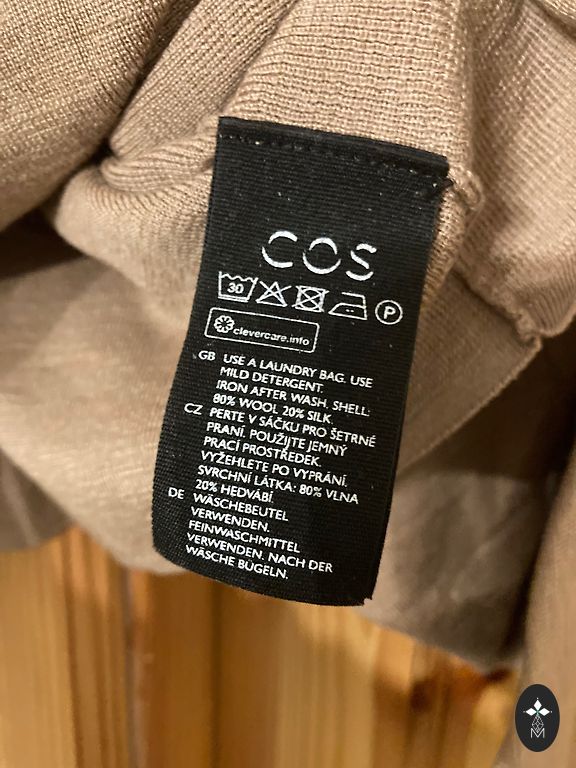 COS
30 P
clevercare.info
GB USE A LAUNDRY BAG. USE
MILD DETERGENT.
IRON AFTER WASH. SHELL:
80% WOOL 20% SILK.
CZ PERTE V SÁČKU PRO ŠETRNÉ
PRANÍ. POUŽIJTE JEMNÝ
PRACÍ PROSTŘEDEK.
VYŽEHLETE PO VYPRÁNÍ.
SVRCHNÍ LÁTKA: 80% VLNA
20% HEDVÁBÍ.
DE WÄSCHEBEUTEL
VERWENDEN.
FEINWASCHMITTEL
VERWENDEN. NACH DER
WÄSCHE BÜGELN.
M